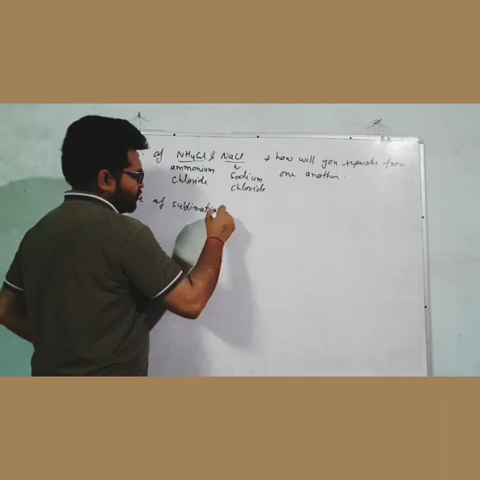 of NH4Cl & NaCl , how will you separate from
ammonium Sodium one another.
chloride chloride
of sublimation